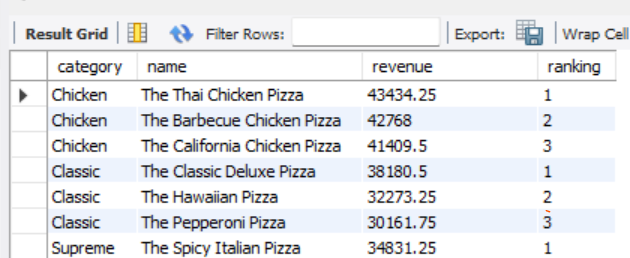 Result Grid Filter Rows: Export: Wrap Cell
category name revenue ranking
Chicken The Thai Chicken Pizza 43434.25 1
Chicken The Barbecue Chicken Pizza 42768 2
Chicken The California Chicken Pizza 41409.5 3
Classic The Classic Deluxe Pizza 38180.5 1
Classic The Hawaiian Pizza 32273.25 2
Classic The Pepperoni Pizza 30161.75 3
Supreme The Spicy Italian Pizza 34831.25 1